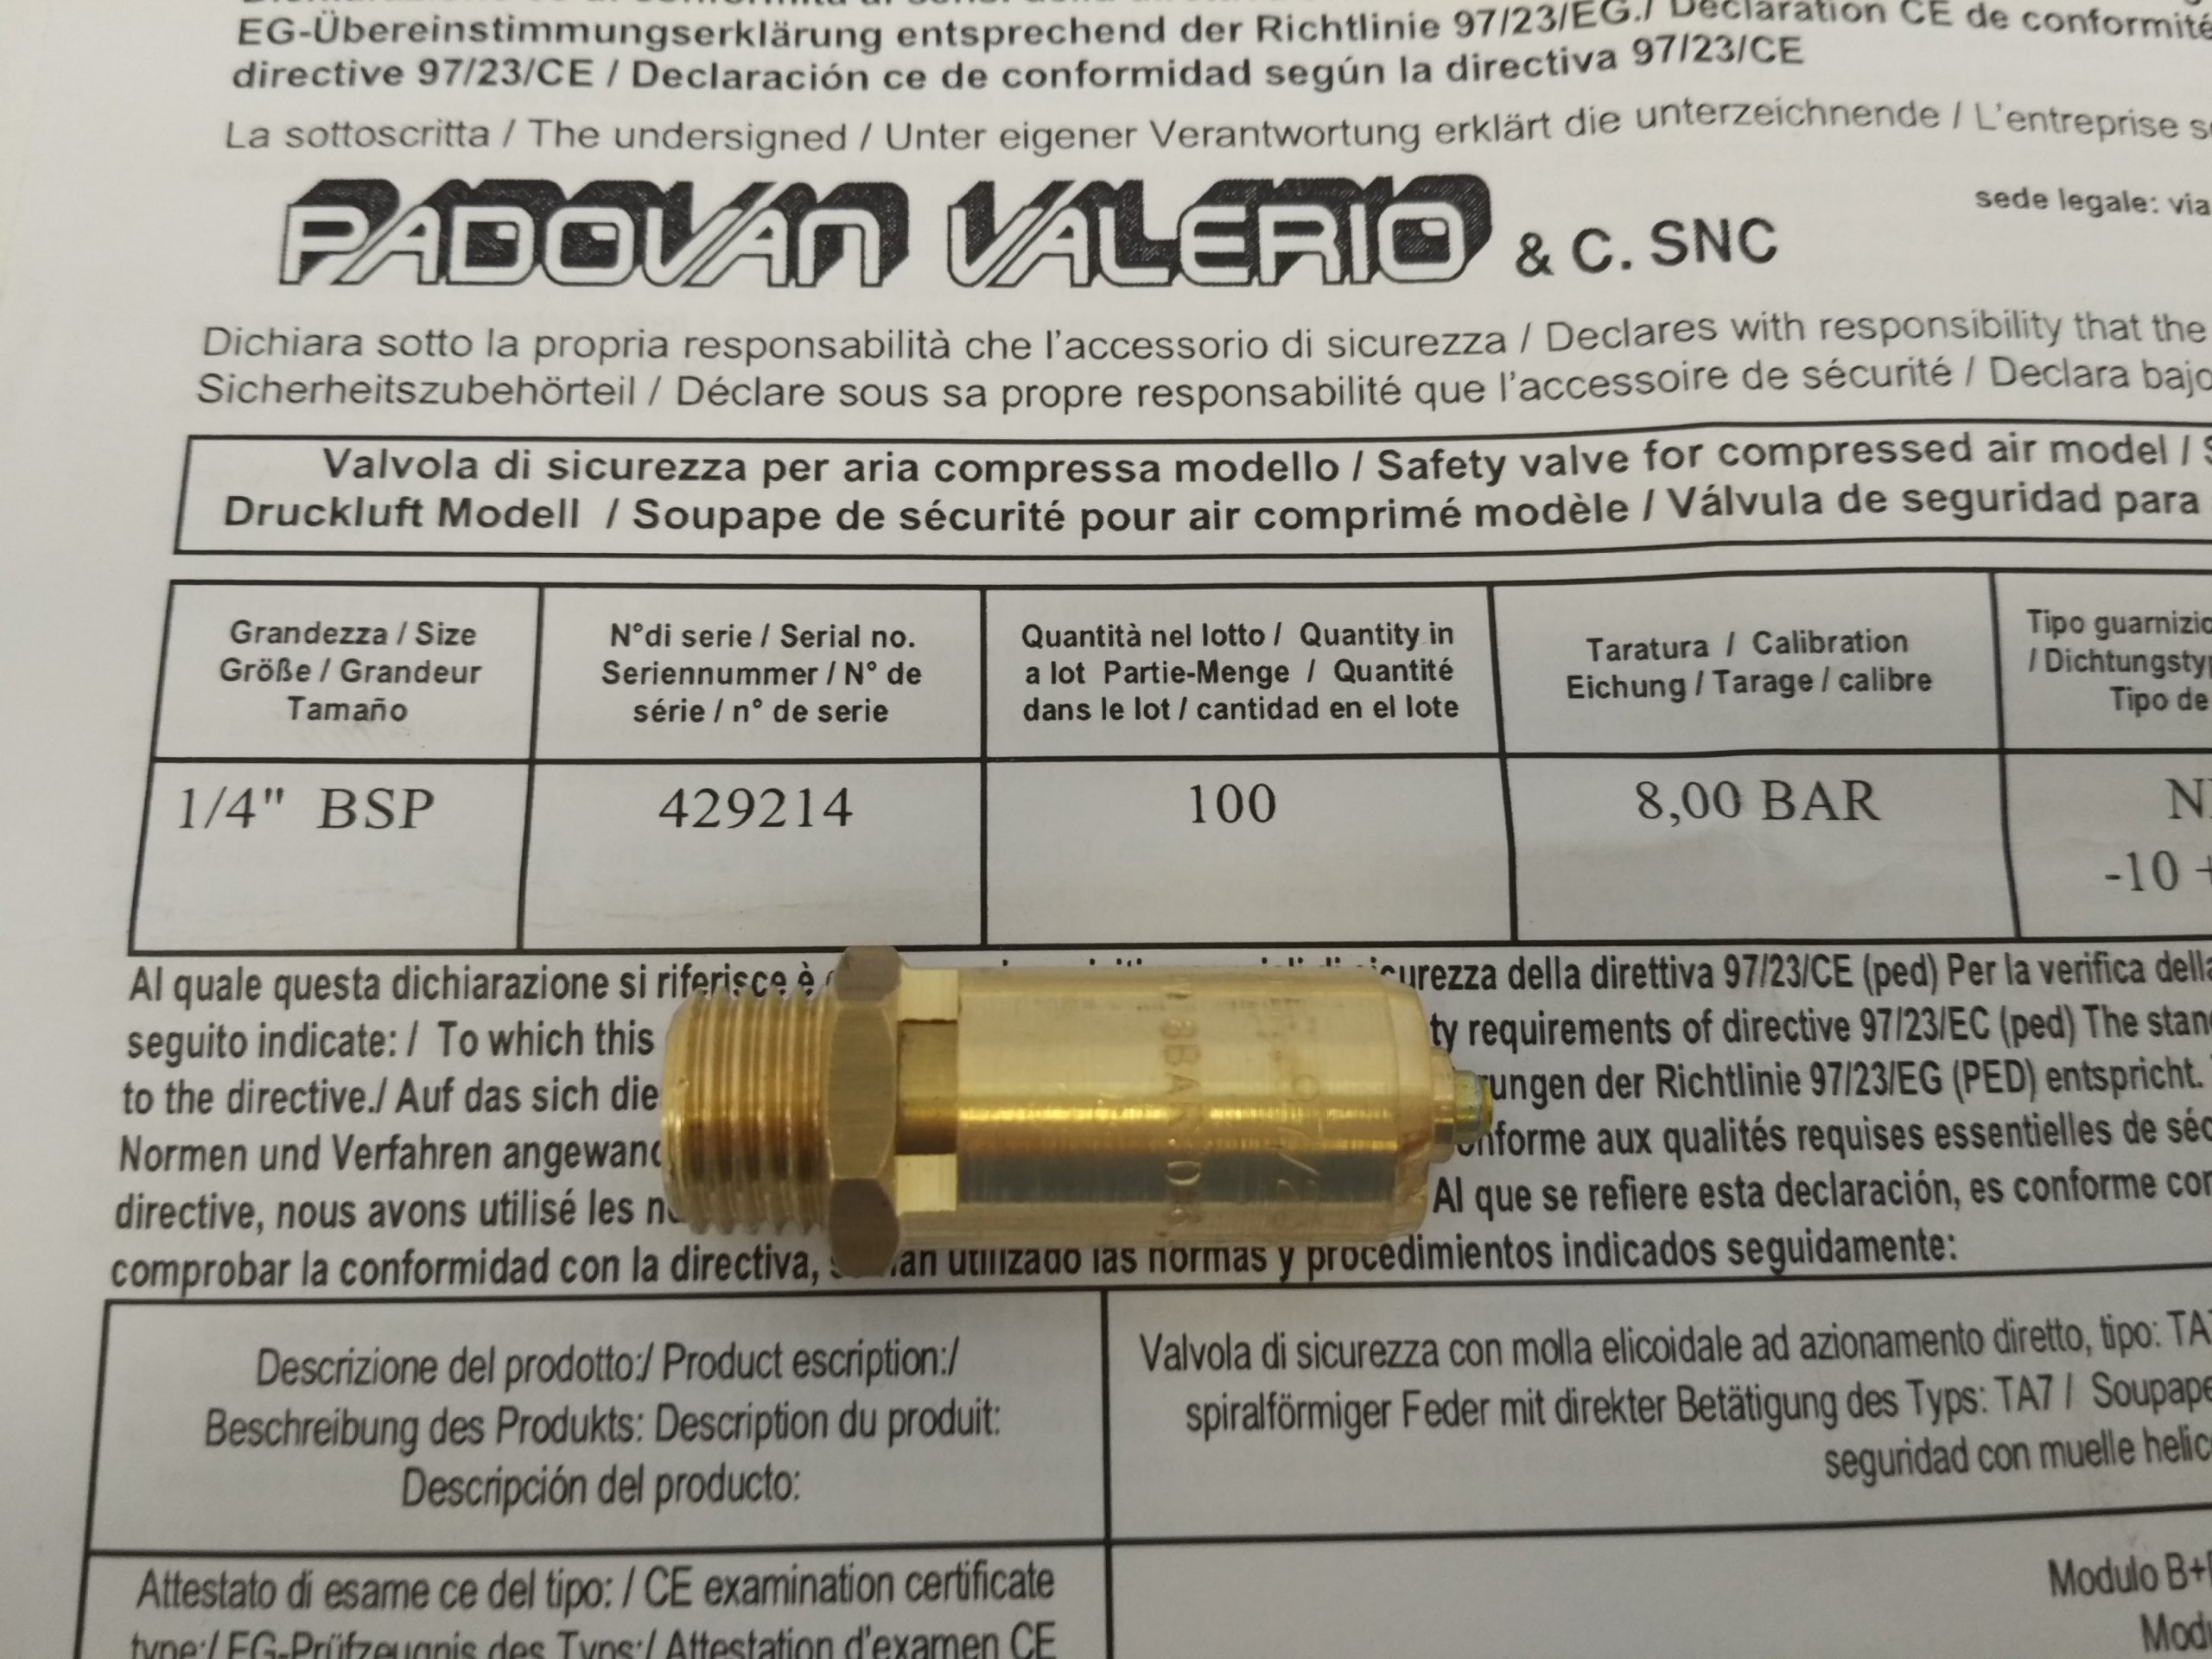 EG-Übereinstimmungserklärung entsprechend der Richtlinie 97/23/EG./ Declaration CE de conformité
directive 97/23/CE / Declaración ce de conformidad según la directiva 97/23/CE
La sottoscritta / The undersigned / Unter eigener Verantwortung erklärt die unterzeichnende / L'entreprise
PADOVAN VALERIO & C. SNC
sede legale: via
Dichiara sotto la propria responsabilità che l'accessorio di sicurezza / Declares with responsibility that the
Sicherheitszubehörteil / Déclare sous sa propre responsabilité que l'accessoire de sécurité / Declara bajo
Valvola di sicurezza per aria compressa modello / Safety valve for compressed air model /
Druckluft Modell / Soupape de sécurité pour air comprimé modèle / Válvula de seguridad para
Grandezza / Size
Größe / Grandeur
Tamaño
N°di serie / Serial no.
Seriennummer / N° de
série / n° de serie
Quantità nel lotto / Quantity in
a lot Partie-Menge / Quantité
dans le lot / cantidad en el lote
Taratura / Calibration
Eichung / Tarage / calibre
Tipo
/
Tipo de
1/4" BSP
429214
100
8,00 BAR
-10 +
Al quale questa dichiarazione si riferisce è della direttiva 97/23/CE (ped) Per la verifica della
seguito indicate: / To which this requirements of directive 97/23/EC (ped) The
to the directive./ Auf das sich die der Richtlinie 97/23/EG (PED) entspricht.
Normen und Verfahren aux qualités requises essentielles de
directive, nous avons utilisé les Al que se refiere esta declaración, es conforme
comprobar la conformidad con la directiva, utilizado las normas y procedimientos indicados seguidamente:
8BAR
Descrizione del prodotto:/ Product escription:/
Beschreibung des Produkts: Description du produit:
Descripción del producto:
Valvola di sicurezza con molla elicoidale ad azionamento diretto, tipo:
spiralförmiger Feder mit direkter Betätigung des Typs: TA7 / Soupape
seguridad con muelle
Attestato di esame ce del tipo: / CE examination certificate
type:/ EG-Prüfzeugnis des Typs:/ Attestation d'examen CE
Modulo